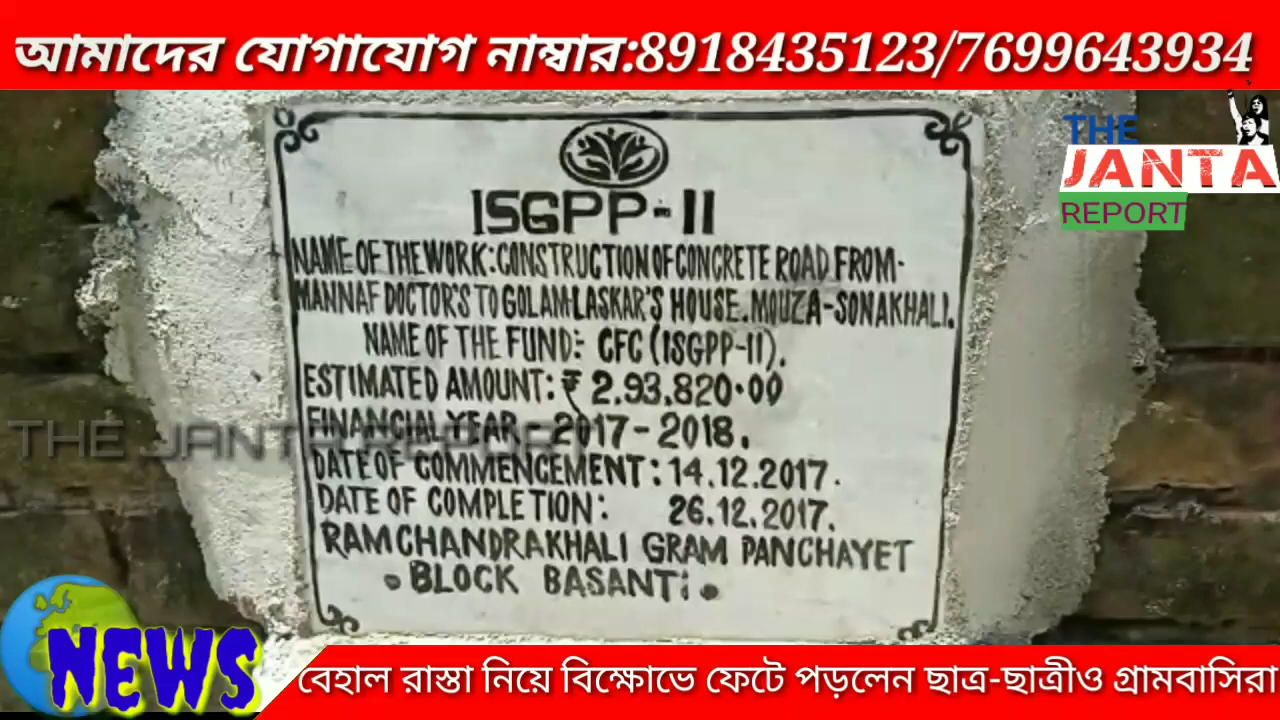 আমাদের যোগাযোগ নাম্বার:8918435123/7699643934
THE
JANTA
REPORT
ISGPP-II
NAME OF THE WORK: CONSTRUCTION OF CONCRETE ROAD FROM-
MANNAF DOCTOR'S TO GOLAM LASKAR'S HOUSE. MOUZA-SONAKHALI.
NAME OF THE FUND:- CFC (ISGPP-II).
ESTIMATED AMOUNT: ₹ 2.93.820.00
FINANCIAL YEAR - 2017-2018.
THE JANTA REPORT
DATE OF COMMENCEMENT: 14.12.2017.
DATE OF COMPLETION: 26.12.2017.
RAMCHANDRAKHALI GRAM PANCHAYET
• BLOCK BASANTI •
NEWS
বেহাল রাস্তা নিয়ে বিক্ষোভে ফেটে পড়লেন ছাত্র-ছাত্রীও গ্রামবাসিরা